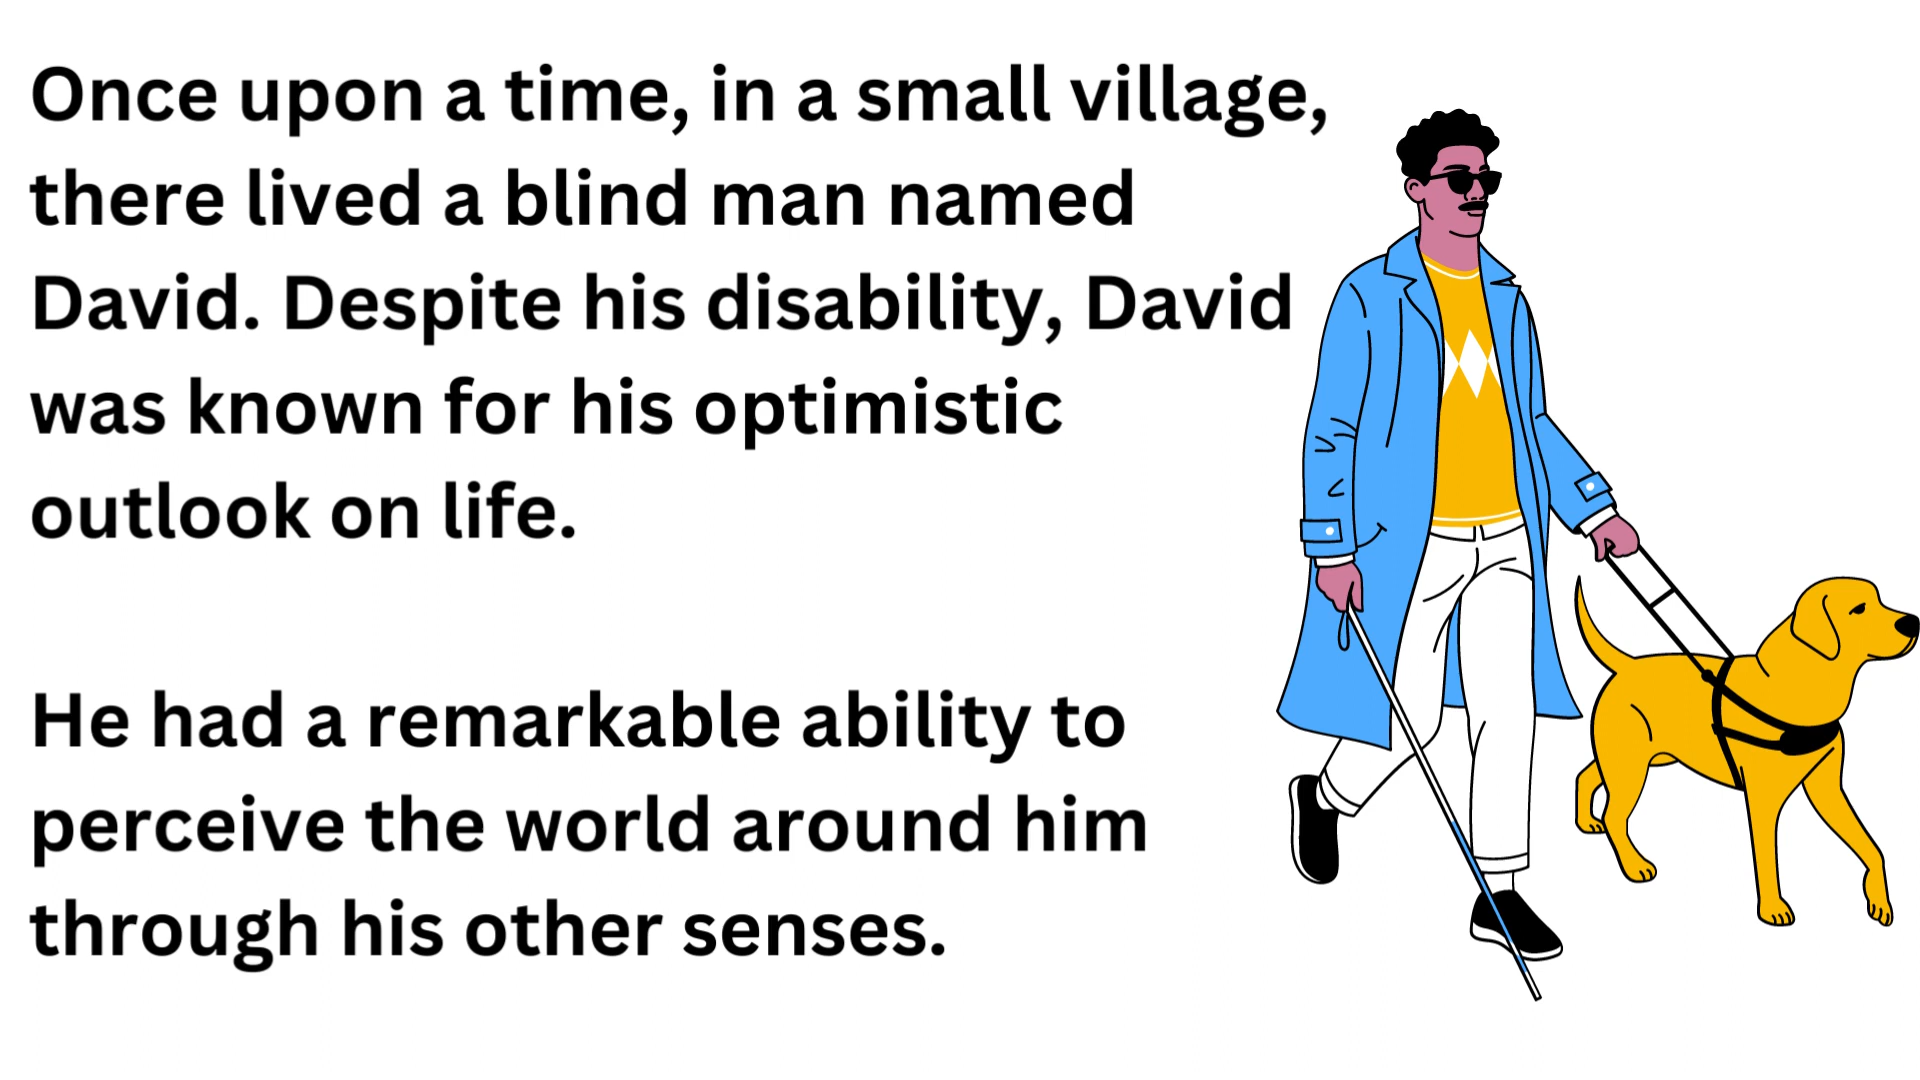 Once upon a time, in a small village,
there lived a blind man named
David. Despite his disability, David
was known for his optimistic
outlook on life.
He had a remarkable ability to
perceive the world around him
through his other senses.